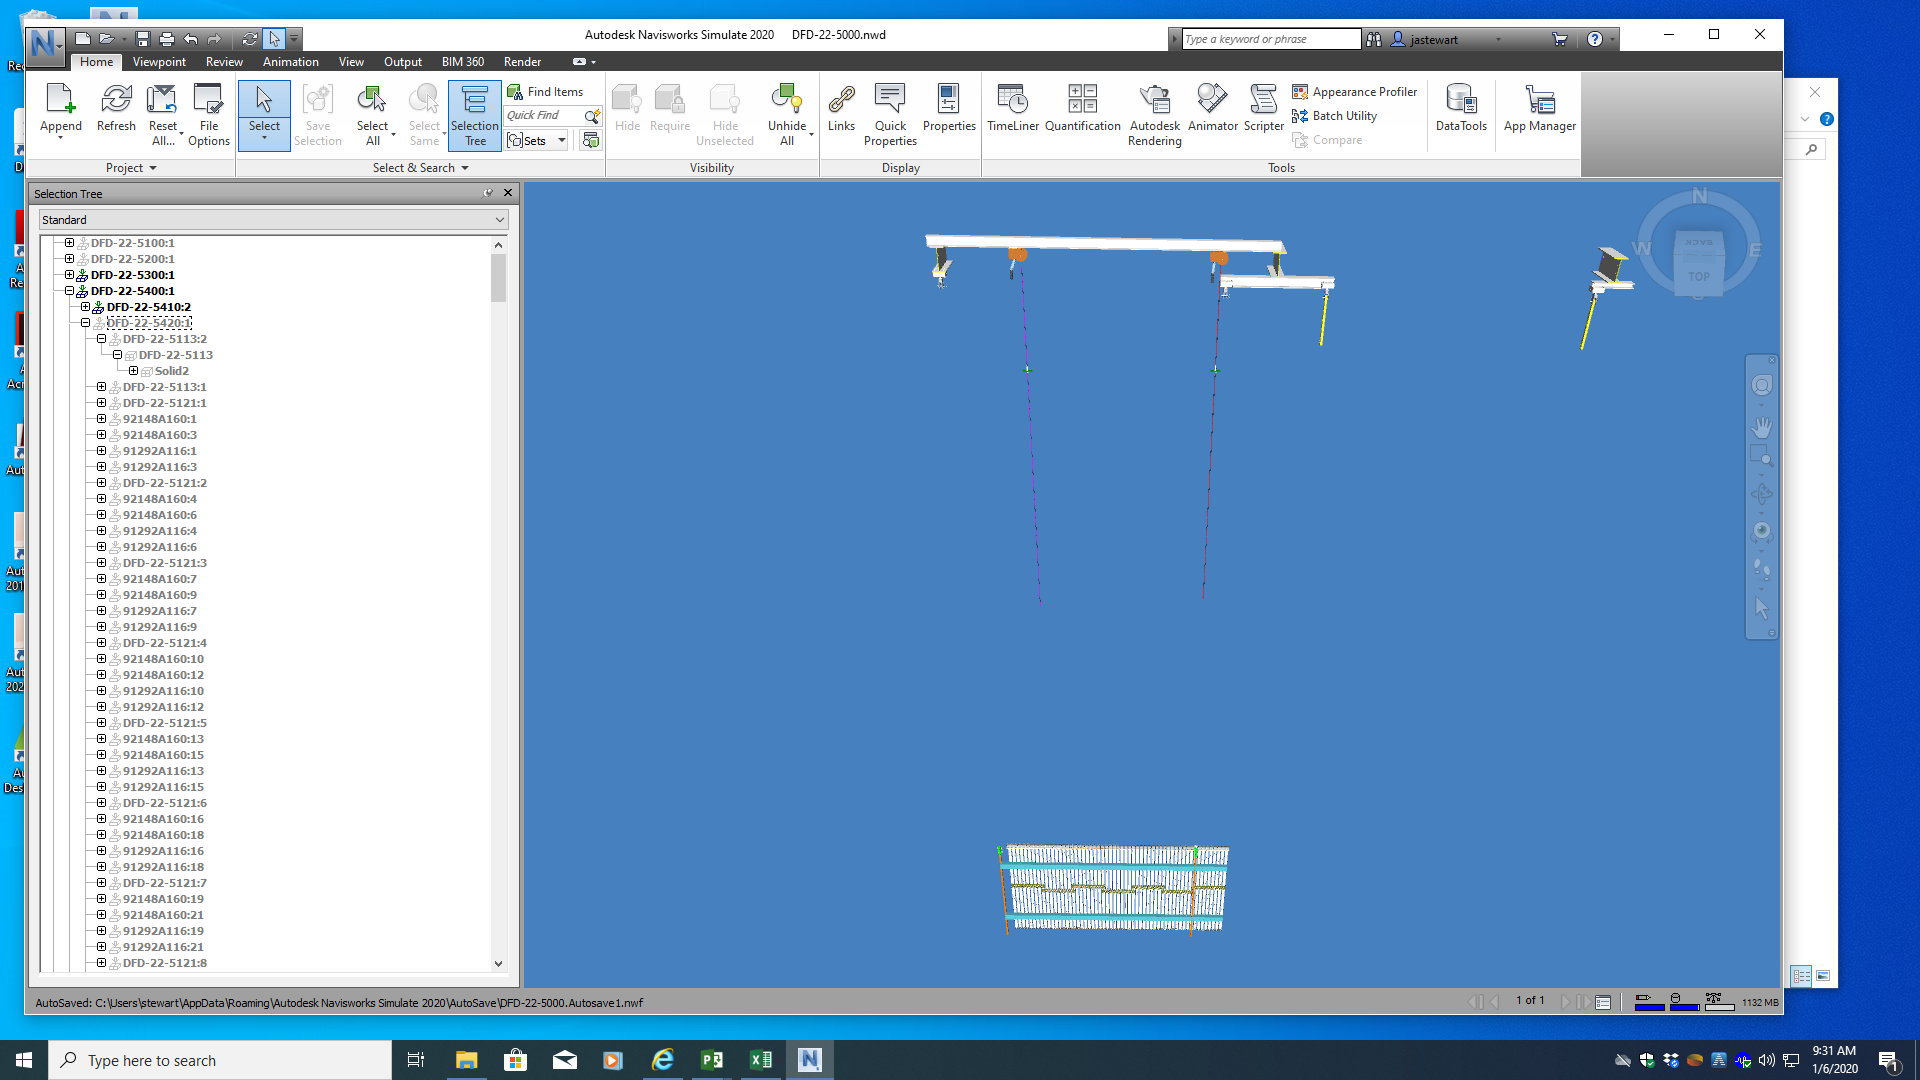 Autodesk Navisworks Simulate 2020 DFD-22-5000.nwd
Type a keyword or phrase
jastewart
Home Viewpoint Review Animation View Output BIM 360 Render
Append
Refresh
Reset All...
File Options
Project
Select
Save Selection
Select All
Select Same
Selection Tree
Find Items
Quick Find
Sets
Select & Search
Hide
Require
Hide Unselected
Unhide All
Visibility
Links
Quick Properties
Properties
Display
TimeLiner
Quantification
Autodesk Rendering
Animator
Scripter
Appearance Profiler
Batch Utility
Compare
DataTools
App Manager
Tools
Selection Tree
Standard
DFD-22-5100:1
DFD-22-5200:1
DFD-22-5300:1
DFD-22-5400:1
DFD-22-5410:2
DFD-22-5420:1
DFD-22-5113:2
DFD-22-5113
Solid2
DFD-22-5113:1
DFD-22-5121:1
92148A160:1
92148A160:3
91292A116:1
91292A116:3
DFD-22-5121:2
92148A160:4
92148A160:6
91292A116:4
91292A116:6
DFD-22-5121:3
92148A160:7
92148A160:9
91292A116:7
91292A116:9
DFD-22-5121:4
92148A160:10
92148A160:12
91292A116:10
91292A116:12
DFD-22-5121:5
92148A160:13
92148A160:15
91292A116:13
91292A116:15
DFD-22-5121:6
92148A160:16
92148A160:18
91292A116:16
91292A116:18
DFD-22-5121:7
92148A160:19
92148A160:21
91292A116:19
91292A116:21
DFD-22-5121:8
N
W
E
BACK
TOP
AutoSaved: C:\Users\stewart\AppData\Roaming\Autodesk Navisworks Simulate 2020\AutoSave\DFD-22-5000.Autosave1.nwf
1 of 1
1132 MB
Type here to search
9:31 AM
1/6/2020
1